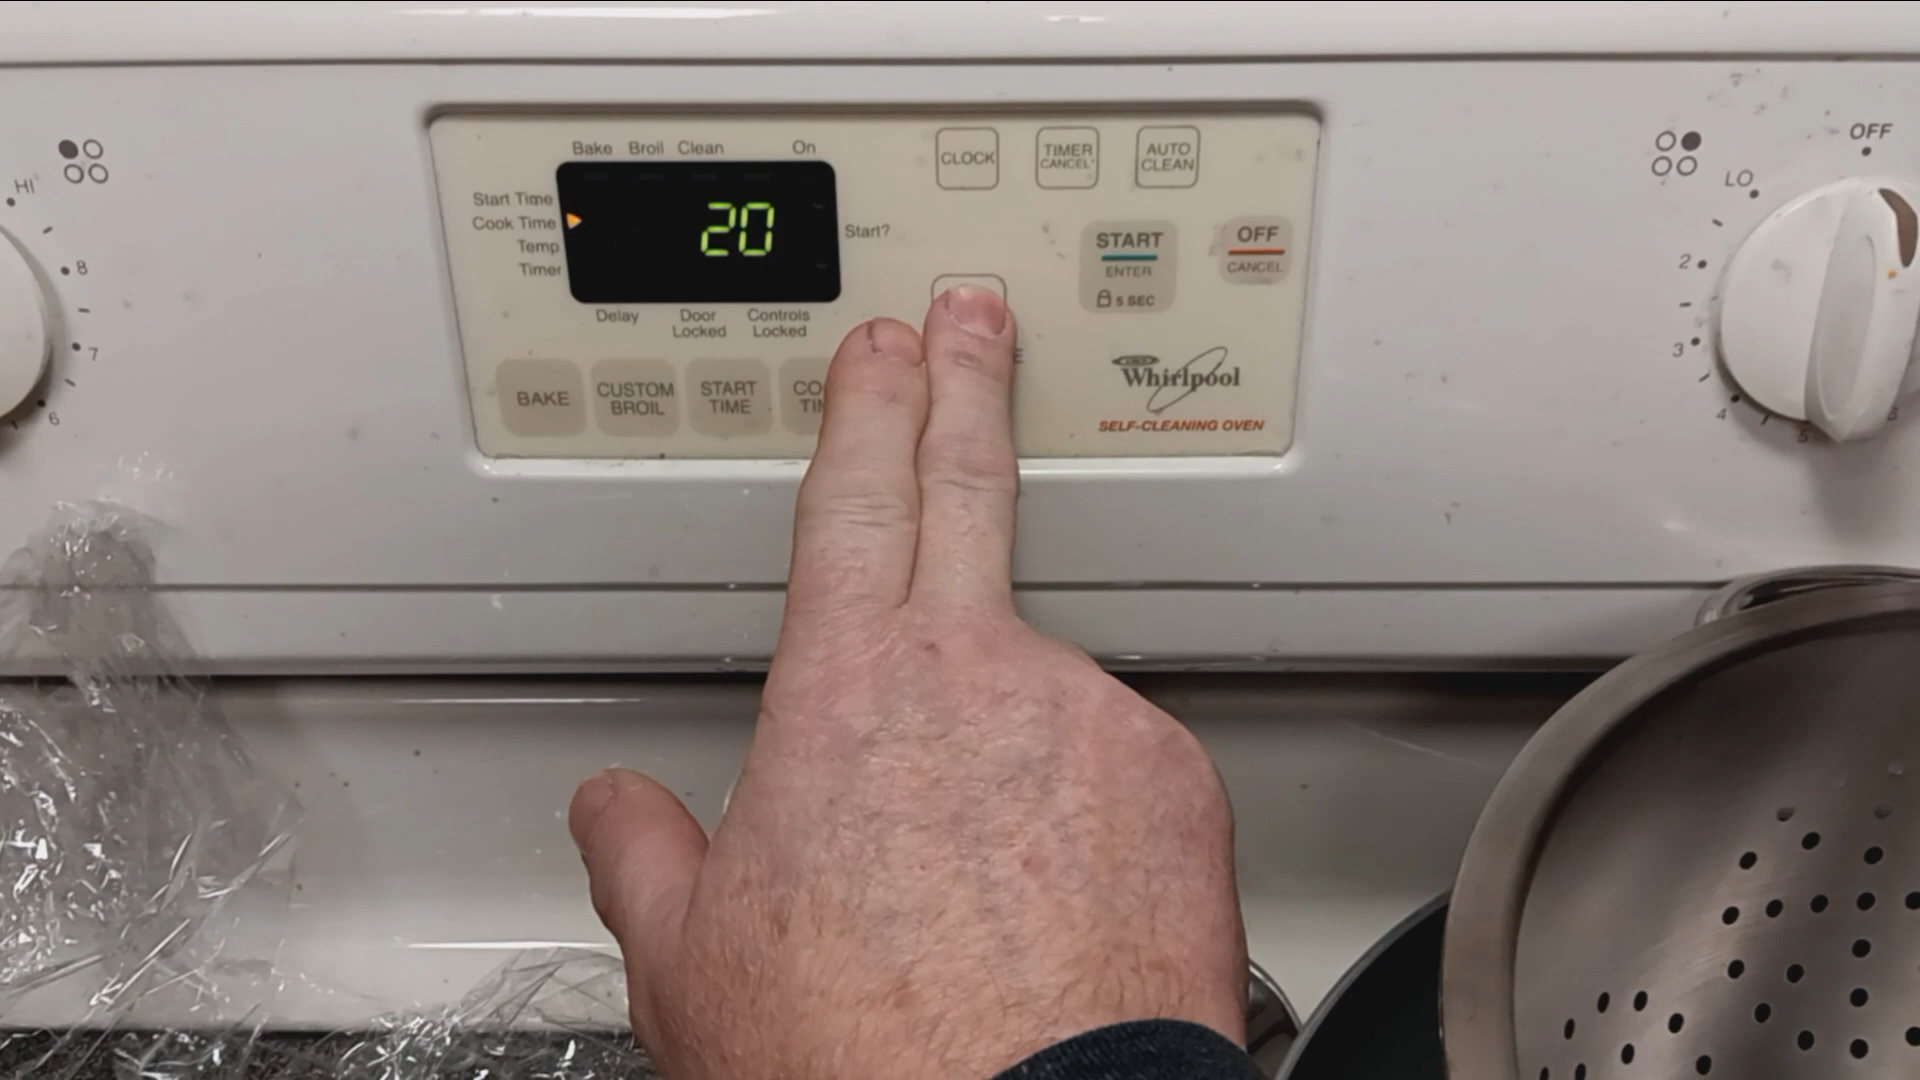 Bake Broil Clean On
Start Time
Cook Time
Temp
Timer
20
Start?
Delay
Door
Locked
Controls
Locked
BAKE
CUSTOM
BROIL
START
TIME
CLOCK
TIMER
CANCEL
AUTO
CLEAN
START
ENTER
5 SEC
OFF
CANCEL
Whirlpool
SELF-CLEANING OVEN
HI
8
7
6
OFF
LO
2
3
4
5